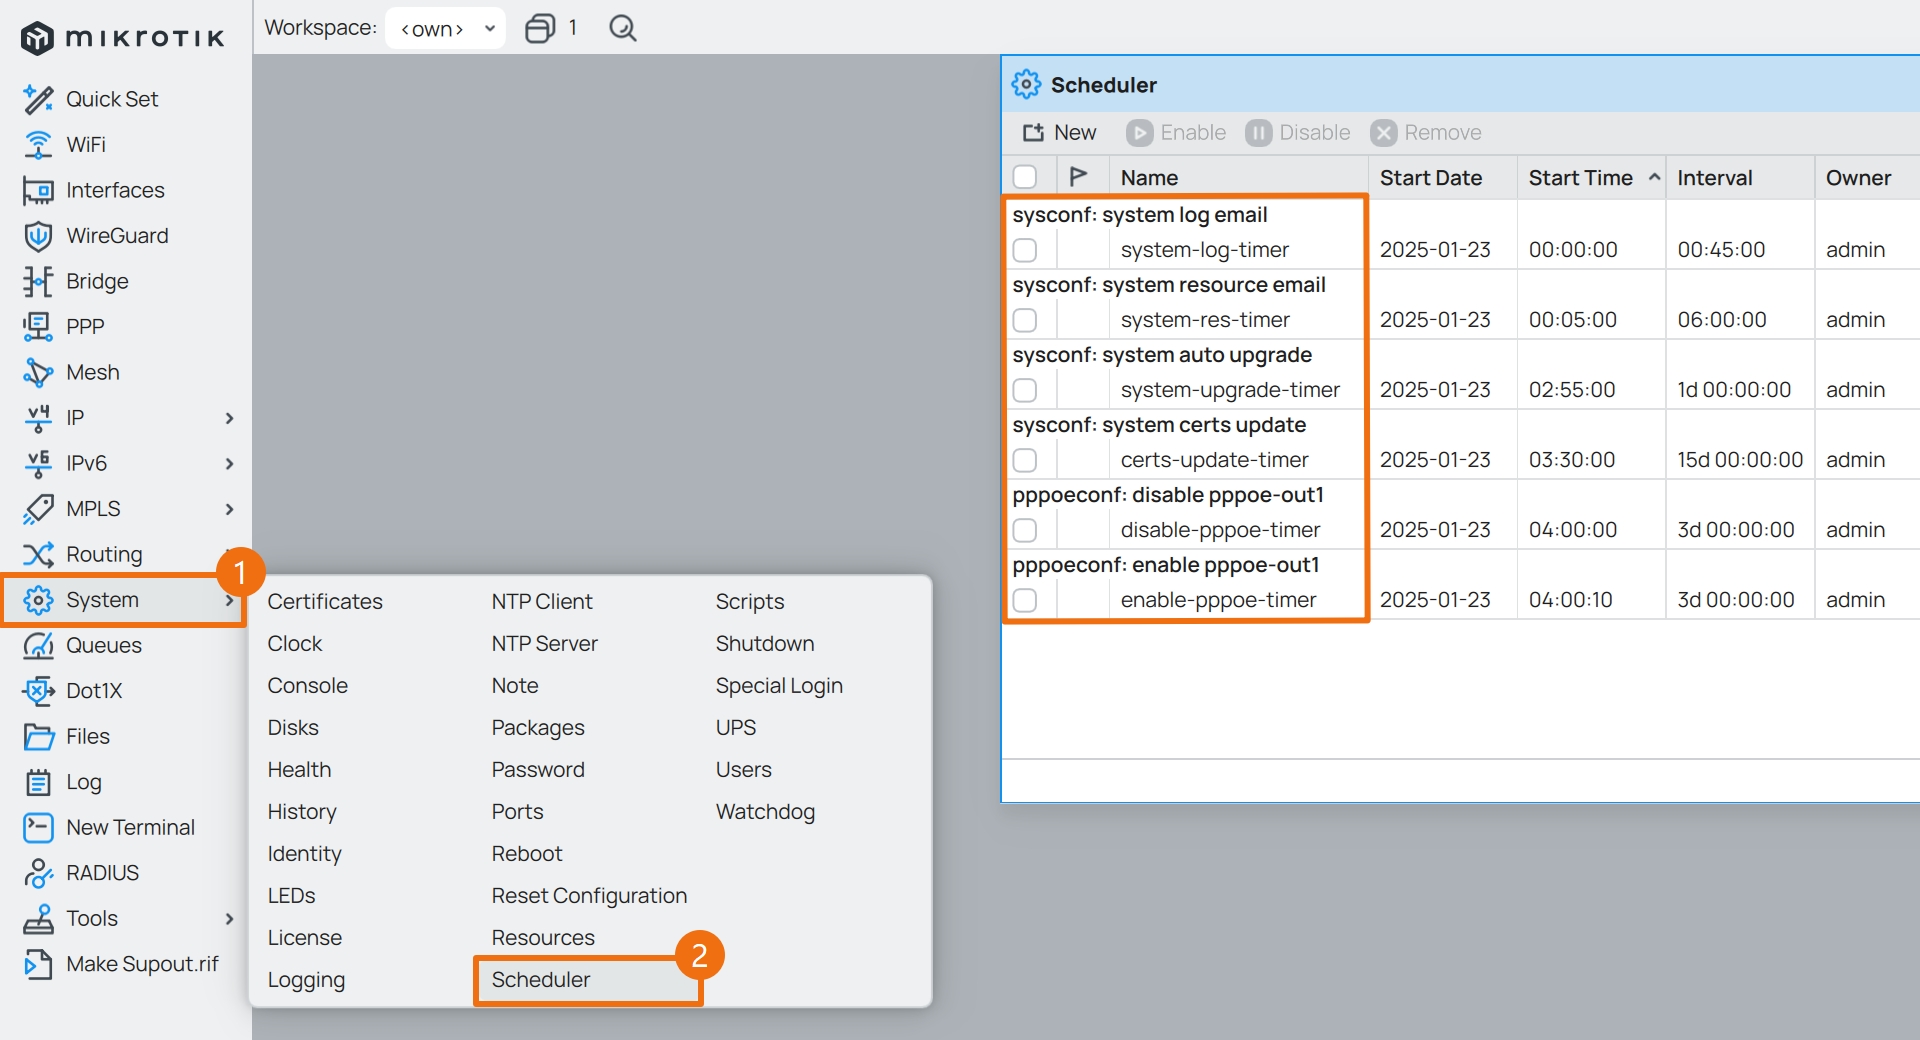 mikrotik
Workspace: <own> 1
Quick Set
WiFi
Interfaces
WireGuard
Bridge
PPP
Mesh
IP
IPv6
MPLS
Routing
1
System
Queues
Dot1X
Files
Log
New Terminal
RADIUS
Tools
Make Supout.rif
Certificates
Clock
Console
Disks
Health
History
Identity
LEDs
License
Logging
NTP Client
NTP Server
Note
Packages
Password
Ports
Reboot
Reset Configuration
Resources
2
Scheduler
Scripts
Shutdown
Special Login
UPS
Users
Watchdog
Scheduler
New Enable Disable Remove
Name Start Date Start Time Interval Owner
sysconf: system log email
system-log-timer 2025-01-23 00:00:00 00:45:00 admin
sysconf: system resource email
system-res-timer 2025-01-23 00:05:00 06:00:00 admin
sysconf: system auto upgrade
system-upgrade-timer 2025-01-23 02:55:00 1d 00:00:00 admin
sysconf: system certs update
certs-update-timer 2025-01-23 03:30:00 15d 00:00:00 admin
pppoeconf: disable pppoe-out1
disable-pppoe-timer 2025-01-23 04:00:00 3d 00:00:00 admin
pppoeconf: enable pppoe-out1
enable-pppoe-timer 2025-01-23 04:00:10 3d 00:00:00 admin